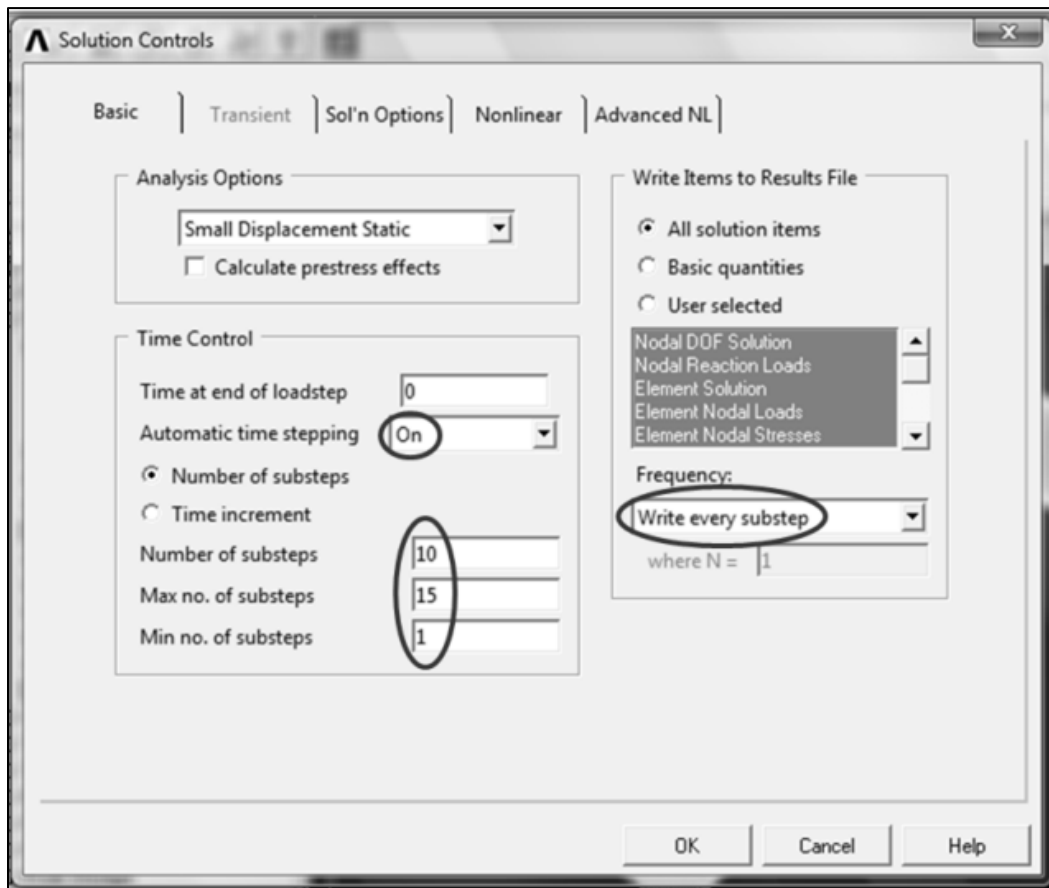 Solution Controls
Basic
Transient
Sol'n Options
Nonlinear
Advanced NL
Analysis Options
Small Displacement Static
Calculate prestress effects
Time Control
Time at end of loadstep 0
Automatic time stepping On
Number of substeps
Time increment
Number of substeps 10
Max no. of substeps 15
Min no. of substeps 1
Write Items to Results File
All solution items
Basic quantities
User selected
Nodal DOF Solution
Nodal Reaction Loads
Element Solution
Element Nodal Loads
Element Nodal Stresses
Frequency:
Write every substep
where N = 1
OK
Cancel
Help